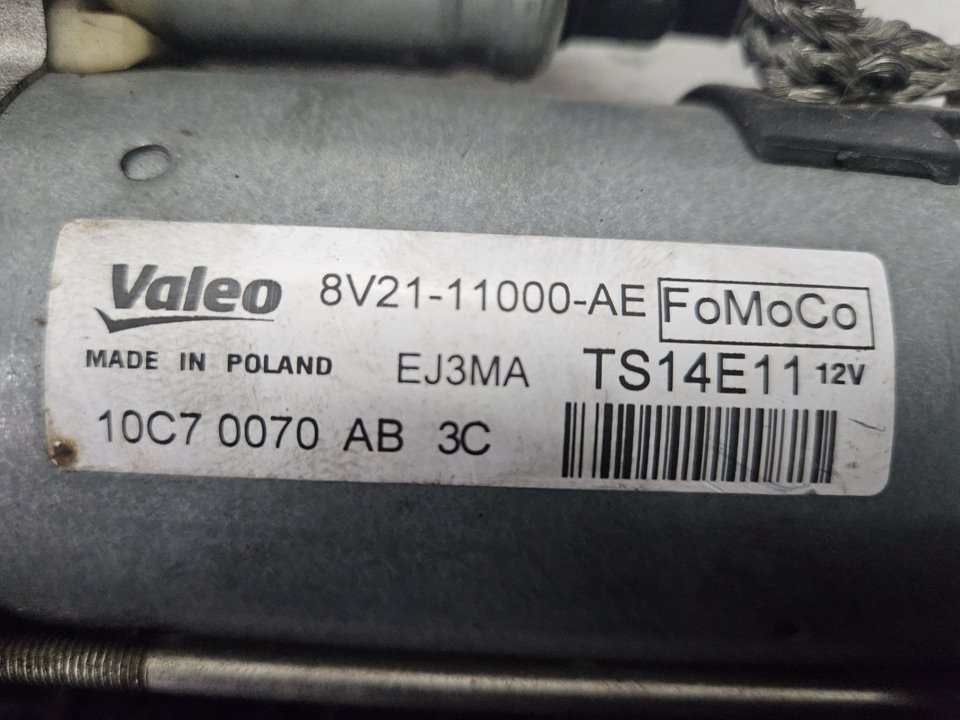 Valeo 8V21-11000-AE FoMoCo
MADE IN POLAND EJ3MA TS14E11 12V
10C7 0070 AB 3C